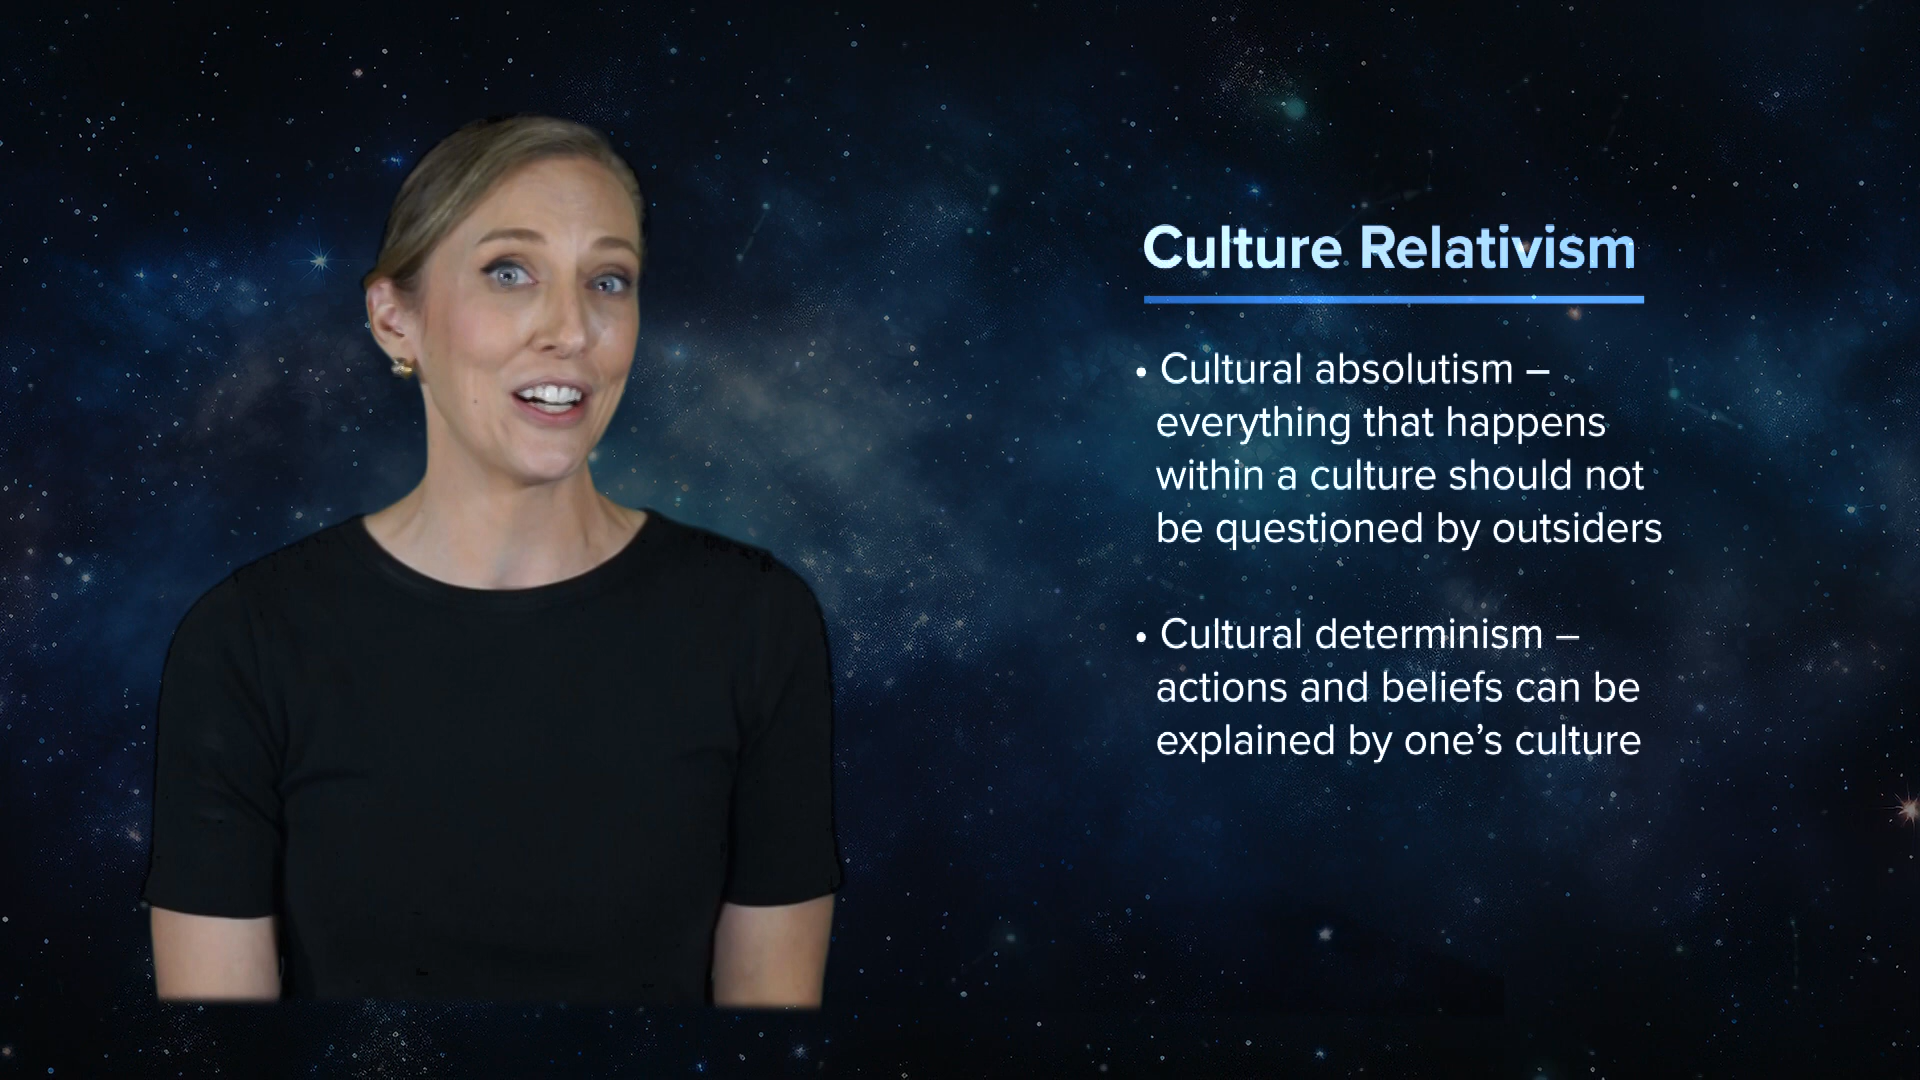 Culture Relativism
• Cultural absolutism –
everything that happens
within a culture should not
be questioned by outsiders
• Cultural determinism –
actions and beliefs can be
explained by one’s culture